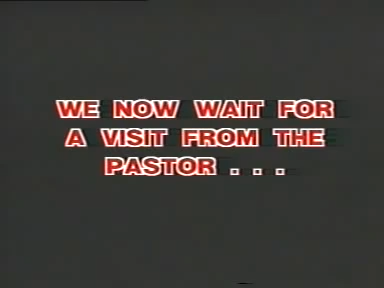 WE NOW WAIT FOR
A VISIT FROM THE
PASTOR . . .